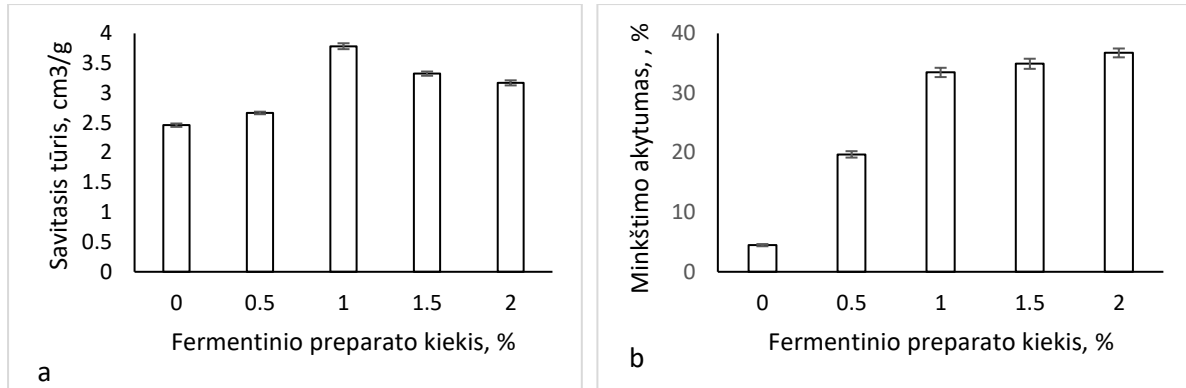 Savitasis tūris, cm3/g
4
3.5
3
2.5
2
1.5
1
0.5
0
0 0.5 1 1.5 2
Fermentinio preparato kiekis, %
a
Minkštimo akytumas, , %
40
30
20
10
0
0 0.5 1 1.5 2
Fermentinio preparato kiekis, %
b